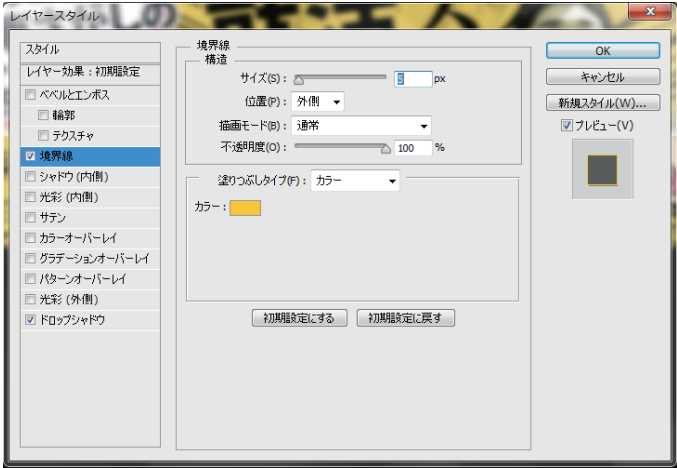 レイヤースタイル
スタイル
レイヤー効果：初期設定
ベベルとエンボス
輪郭
テクスチャ
境界線
シャドウ (内側)
光彩 (内側)
サテン
カラーオーバーレイ
グラデーションオーバーレイ
パターンオーバーレイ
光彩 (外側)
ドロップシャドウ
境界線
構造
サイズ(S)： 5 px
位置(P)： 外側
描画モード(B)： 通常
不透明度(O)： 100 %
塗りつぶしタイプ(F)： カラー
カラー：
初期設定にする 初期設定に戻す
OK
キャンセル
新規スタイル(W)...
プレビュー(V)